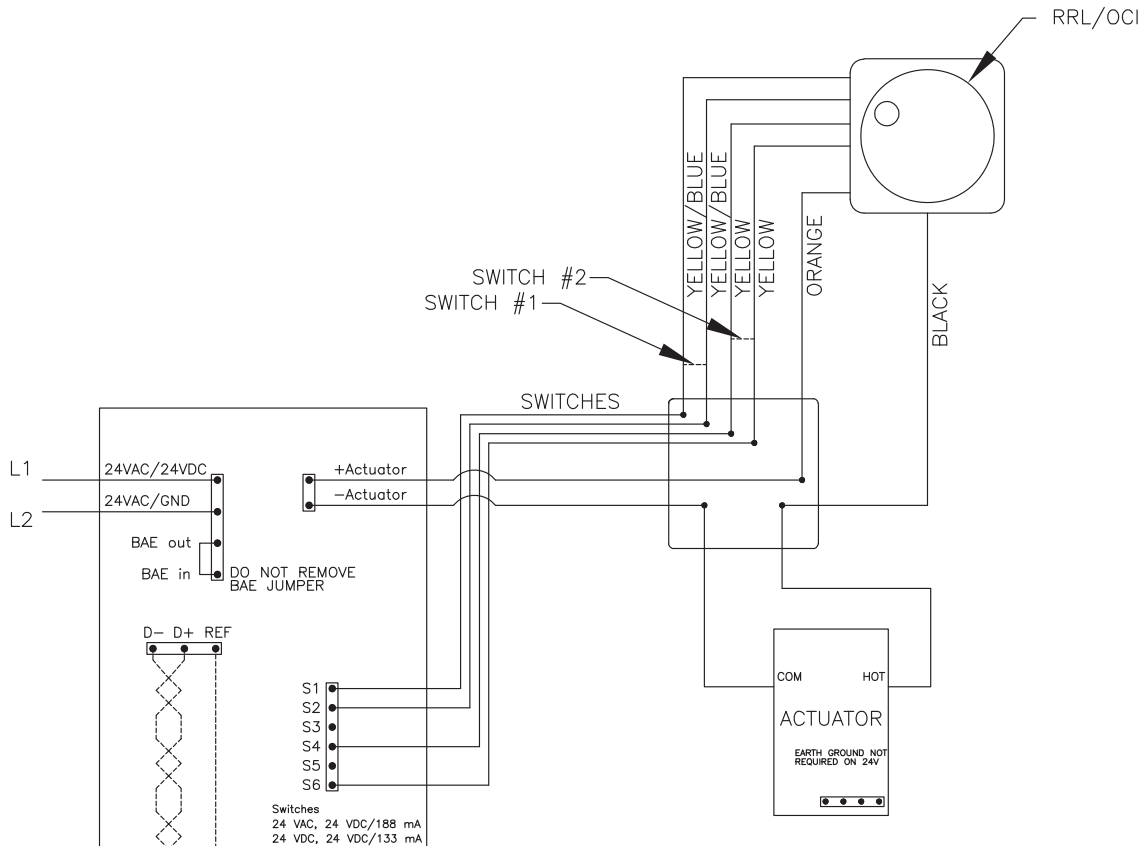 RRL/OCI
YELLOW/BLUE
YELLOW/BLUE
YELLOW
YELLOW
ORANGE
BLACK
SWITCH #2
SWITCH #1
SWITCHES
L1
24VAC/24VDC
+Actuator
L2
24VAC/GND
-Actuator
BAE out
BAE in
DO NOT REMOVE
BAE JUMPER
D- D+ REF
S1
S2
S3
S4
S5
S6
COM
HOT
ACTUATOR
EARTH GROUND NOT
REQUIRED ON 24V
Switches
24 VAC, 24 VDC/188 mA
24 VDC, 24 VDC/133 mA